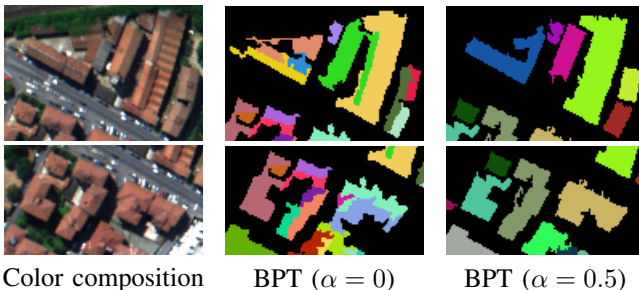 Color composition BPT (α = 0) BPT (α = 0.5)